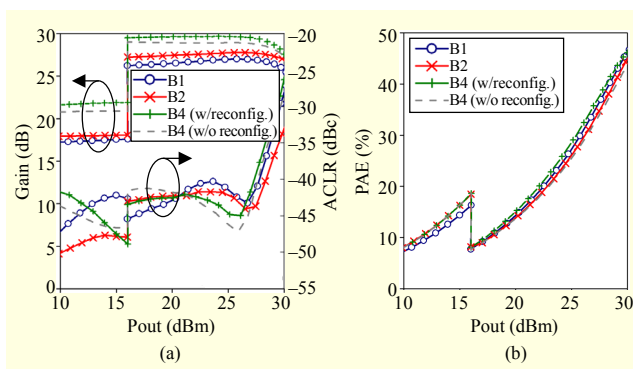 30
25
20
15
10
5
0
Gain (dB)
–20
–25
–30
–35
–40
–45
–50
–55
ACLR (dBc)
B1
B2
B4 (w/reconfig.)
B4 (w/o reconfig.)
10
15
20
25
30
Pout (dBm)
(a)
50
40
30
20
10
0
PAE (%)
B1
B2
B4 (w/reconfig.)
B4 (w/o reconfig.)
10
15
20
25
30
Pout (dBm)
(b)